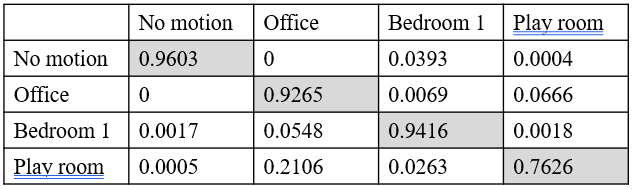 No motion Office Bedroom 1 Play room
No motion 0.9603 0 0.0393 0.0004
Office 0 0.9265 0.0069 0.0666
Bedroom 1 0.0017 0.0548 0.9416 0.0018
Play room 0.0005 0.2106 0.0263 0.7626